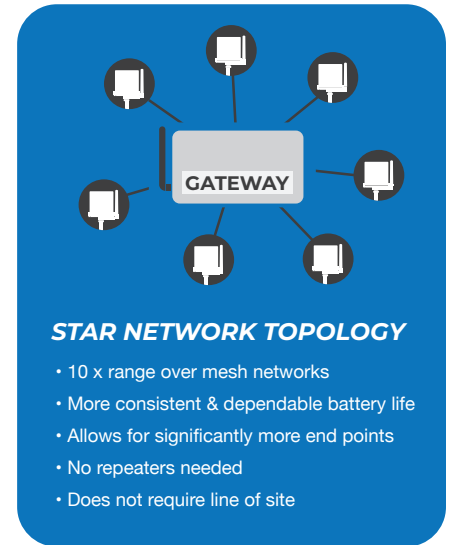 GATEWAY
STAR NETWORK TOPOLOGY
• 10 x range over mesh networks
• More consistent & dependable battery life
• Allows for significantly more end points
• No repeaters needed
• Does not require line of site